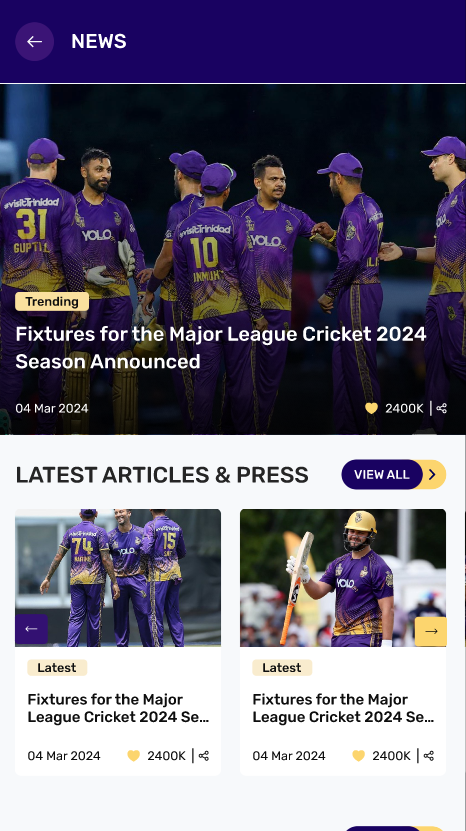 NEWS
visitTrinidad
31
GUPTILL
YOLO
visitTrinidad
10
YOLO
Trending
Fixtures for the Major League Cricket 2024
Season Announced
04 Mar 2024
2400K
LATEST ARTICLES & PRESS
VIEW ALL
74
YOLO
15
YOLO
Latest
Fixtures for the Major
League Cricket 2024 Se...
04 Mar 2024
2400K
Latest
Fixtures for the Major
League Cricket 2024 Se...
04 Mar 2024
2400K